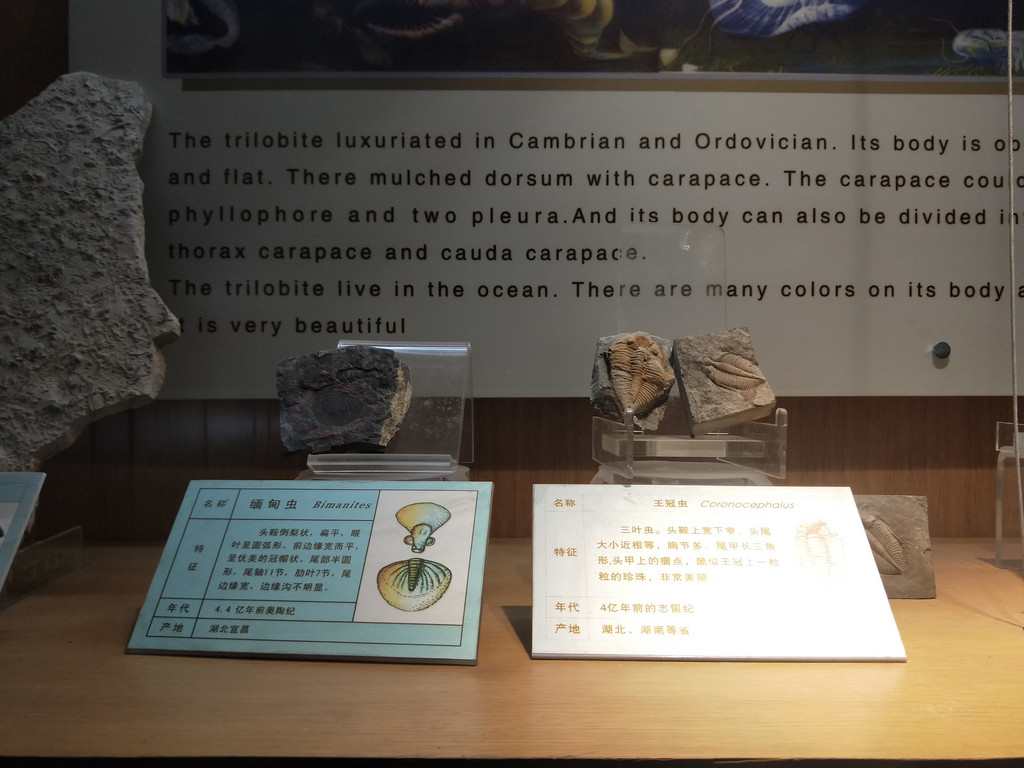 The trilobite luxuriated in Cambrian and Ordovician. Its body is
and flat. There mulched dorsum with carapace. The carapace
phyllophore and two pleura.And its body can also be divided
thorax carapace and cauda carapace.
The trilobite live in the ocean. There are many colors on its body
is very beautiful
名称 缅甸虫 Bimanites
特征
头鞍倒梨状，扁平，眼
叶呈圆弧形。前边缘宽而平，
呈优美的冠帽状。尾部半圆
形，尾轴11节，肋叶7节，尾
边缘宽，边缘沟不明显。
年代 4.4 亿年前奥陶纪
产地 湖北宜昌
名称 王冠虫 Coronocephalus
特征
三叶虫。头鞍上宽下窄，头尾
大小近相等，胸节多，尾甲长三角
形,头甲上的瘤点，酷似王冠上一粒
粒的珍珠，非常美丽
年代 4亿年前的志留纪
产地 湖北、湖南等省